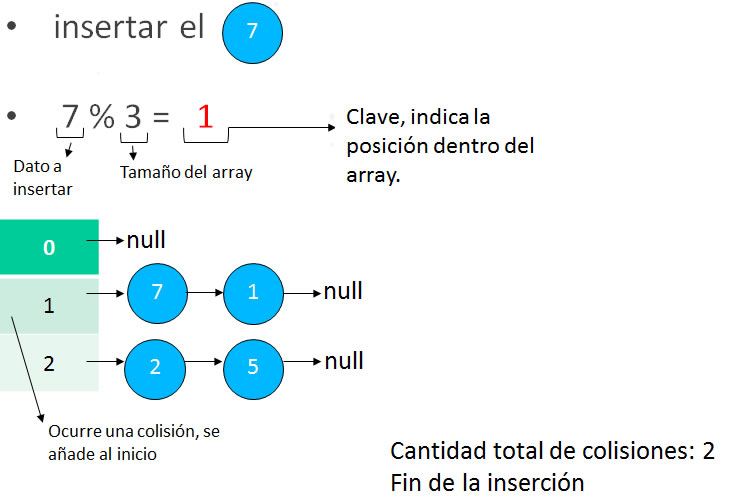 • insertar el 7
• 7 % 3 = 1
Clave, indica la
posición dentro del
array.
Dato a
insertar
Tamaño del array
0 null
1 7 1 null
2 2 5 null
Ocurre una colisión, se
añade al inicio
Cantidad total de colisiones: 2
Fin de la inserción